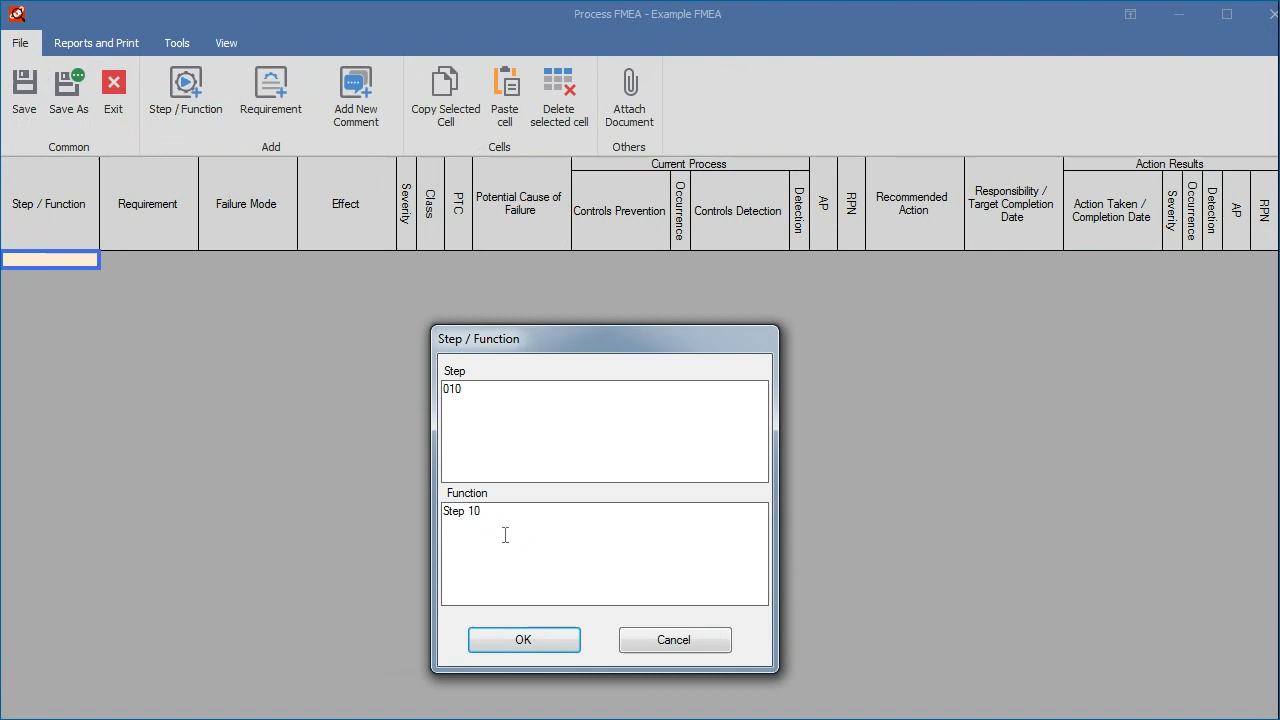 Process FMEA - Example FMEA
File
Reports and Print
Tools
View
Save
Save As
Exit
Common
Step / Function
Requirement
Add New
Comment
Add
Copy Selected
Cell
Paste
cell
Delete
selected cell
Cells
Attach
Document
Others
Step / Function
Requirement
Failure Mode
Effect
Severity
Class
PTC
Potential Cause of
Failure
Current Process
Controls Prevention
Occurrence
Controls Detection
Detection
AP
RPN
Recommended
Action
Responsibility /
Target Completion
Date
Action Results
Action Taken /
Completion Date
Severity
Occurrence
Detection
AP
RPN
Step / Function
Step
010
Function
Step 10
OK
Cancel